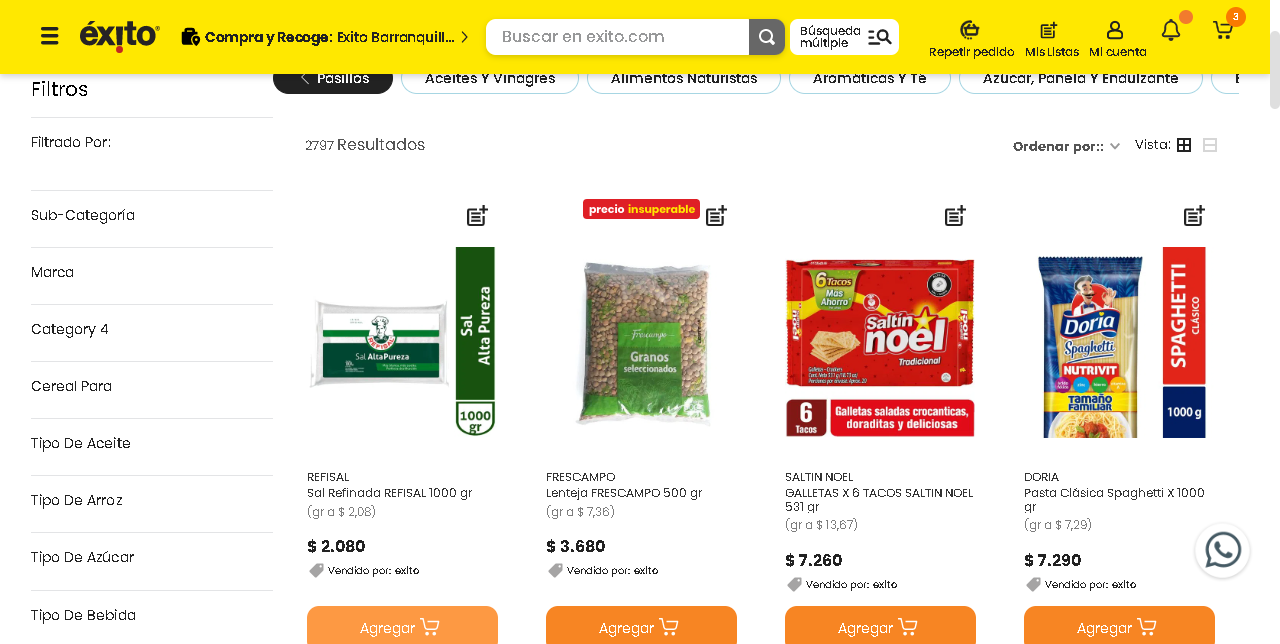 éxito
Compra y Recoge: Exito Barranquill...
Buscar en exito.com
Búsqueda
múltiple
Repetir pedido
Mis Listas
Mi cuenta
3
Pasillos
Aceites Y Vinagres
Alimentos Naturistas
Aromáticas Y Té
Azúcar, Panela Y Endulzante
Filtros
Filtrado Por:
Sub-Categoría
Marca
Category 4
Cereal Para
Tipo De Aceite
Tipo De Arroz
Tipo De Azúcar
Tipo De Bebida
2797 Resultados
Ordenar por::
Vista:
REFISAL
Sal AltaPureza
Sal
Alta Pureza
1000
gr
REFISAL
Sal Refinada REFISAL 1000 gr
(gr a $ 2,08)
$ 2.080
Vendido por: exito
Agregar
precio insuperable
Frescampo
Granos
seleccionados
FRESCAMPO
Lenteja FRESCAMPO 500 gr
(gr a $ 7,36)
$ 3.680
Vendido por: exito
Agregar
6 Tacos
Más
Ahorro
Saltín
noel
Tradicional
6
Tacos
Galletas saladas crocanticas,
doraditas y deliciosas
SALTIN NOEL
GALLETAS X 6 TACOS SALTIN NOEL
531 gr
(gr a $ 13,67)
$ 7.260
Vendido por: exito
Agregar
Doria
Spaghetti
NUTRIVIT
TAMAÑO
FAMILIAR
SPAGHETTI
CLÁSICO
1000 g
DORIA
Pasta Clásica Spaghetti X 1000
gr
(gr a $ 7,29)
$ 7.290
Vendido por: exito
Agregar